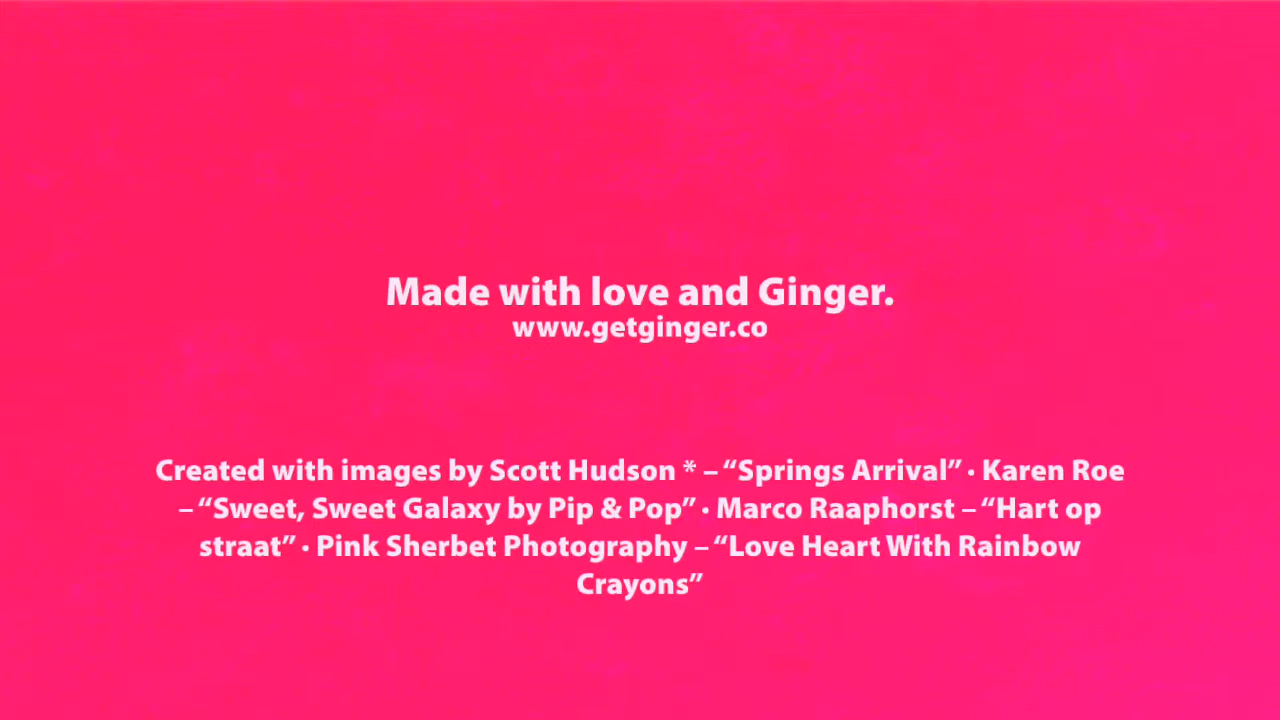 Made with love and Ginger.
www.getginger.co
Created with images by Scott Hudson * – “Springs Arrival” • Karen Roe
– “Sweet, Sweet Galaxy by Pip & Pop” • Marco Raaphorst – “Hart op
straat” • Pink Sherbet Photography – “Love Heart With Rainbow
Crayons”